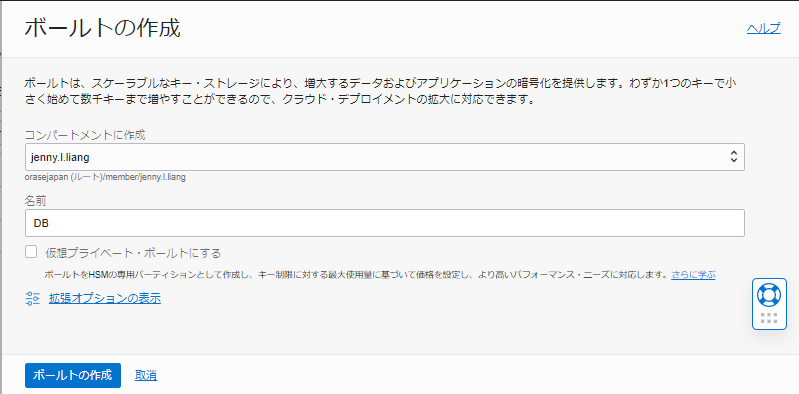 ボールトの作成
ヘルプ
ボールトは、スケーラブルなキー・ストレージにより、増大するデータおよびアプリケーションの暗号化を提供します。わずか1つのキーで小
さく始めて数千キーまで増やすことができるので、クラウド・デプロイメントの拡大に対応できます。
コンパートメントに作成
jenny.l.liang
orasejapan (ルート)/member/jenny.l.liang
名前
DB
仮想プライベート・ボールトにする
ボールトをHSMの専用パーティションとして作成し、キー制限に対する最大使用量に基づいて価格を設定し、より高いパフォーマンス・ニーズに対応します。さらに学ぶ
拡張オプションの表示
ボールトの作成 取消